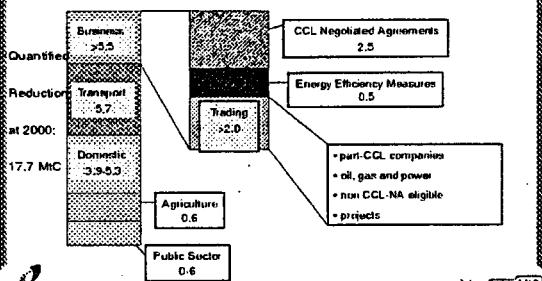 Quantified
Reduction
at 2000:
17.7 MtC
Business
>5.5
Transport
5.7
Domestic
3.9-5.3
Agriculture
0.6
Public Sector
0.6
Trading
>2.0
CCL Negotiated Agreements
2.5
Energy Efficiency Measures
0.5
• part-CCL companies
• oil, gas and power
• non CCL-NA eligible
• projects